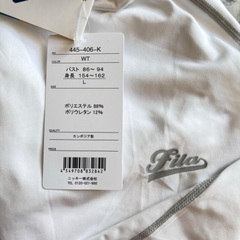 445-406-K
WT
バスト 86〜 94
身長 154〜162
L
ポリエステル 88%
ポリウレタン 12%
カンボジア製
4 549708 832842
ニッキー株式会社
Fila